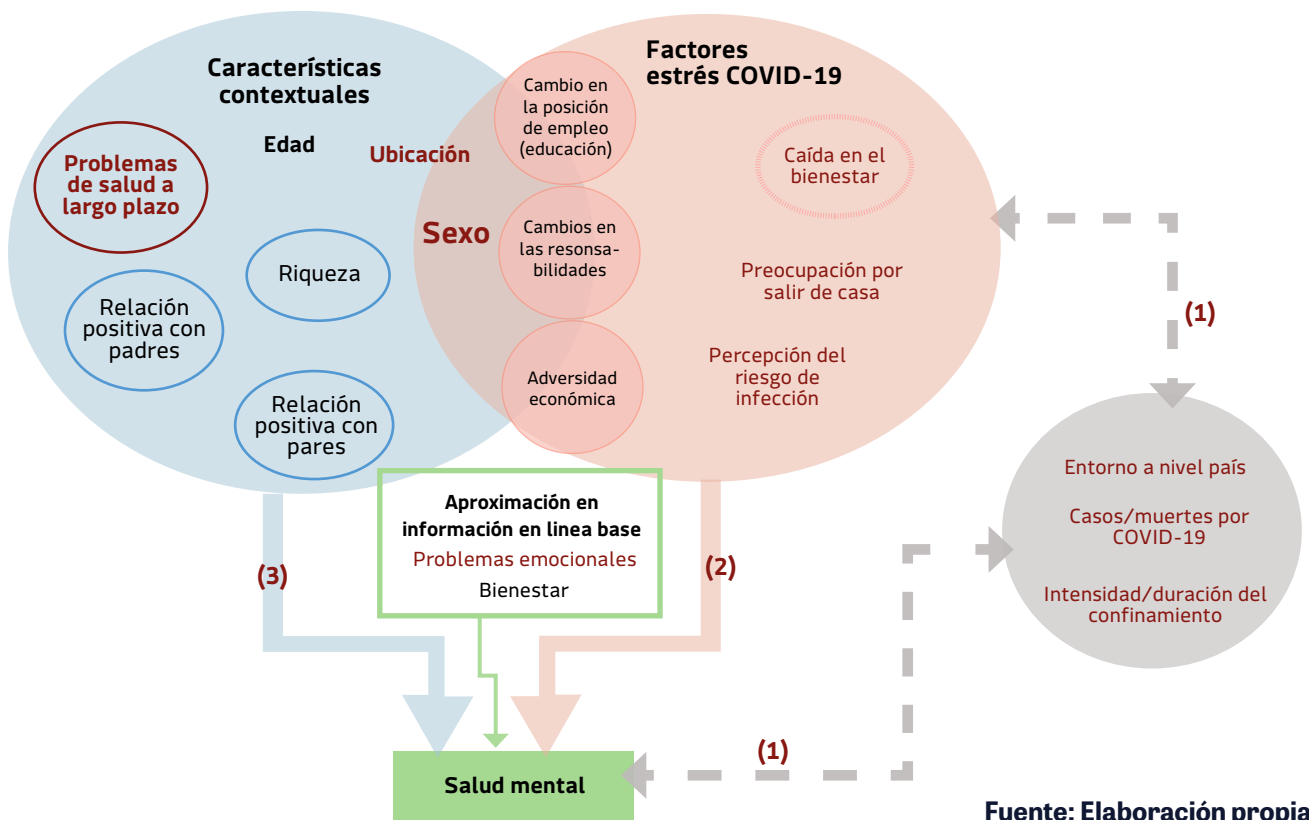 Características
contextuales
Edad
Ubicación
Problemas
de salud a
largo plazo
Sexo
Riqueza
Relación
positiva con
padres
Relación
positiva con
pares
Factores
estrés COVID-19
Cambio en
la posición
de empleo
(educación)
Cambios en
las resonsa-
bilidades
Adversidad
económica
Caída en el
bienestar
Preocupación por
salir de casa
Percepción del
riesgo de
infección
(1)
Entorno a nivel país
Casos/muertes por
COVID-19
Intensidad/duración del
confinamiento
Aproximación en
información en linea base
Problemas emocionales
Bienestar
(3)
(2)
(1)
Salud mental
Fuente: Elaboración propia